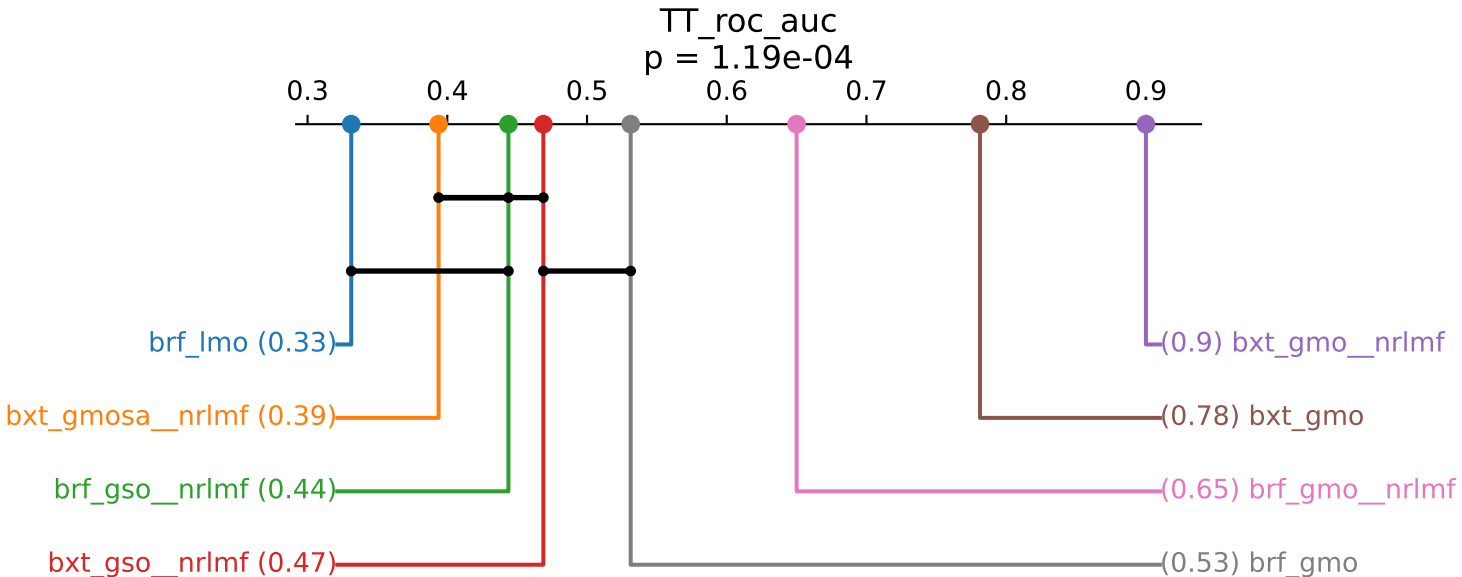 TT_roc_auc
p = 1.19e-04
0.3 0.4 0.5 0.6 0.7 0.8 0.9
brf_lmo (0.33)
(0.9) bxt_gmo__nrlmf
bxt_gmosa__nrlmf (0.39)
(0.78) bxt_gmo
brf_gso__nrlmf (0.44)
(0.65) brf_gmo__nrlmf
bxt_gso__nrlmf (0.47)
(0.53) brf_gmo